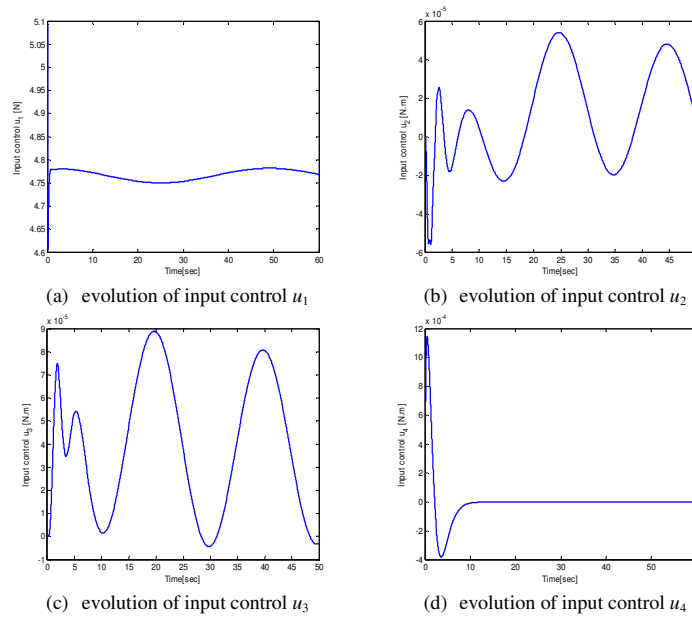 5.1
5.05
5
4.95
4.9
4.85
4.8
4.75
4.7
4.65
4.6
Input control u1 [N]
0 10 20 30 40 50 60
Time[sec]
(a) evolution of input control u1
x 10-5
6
4
2
0
-2
-4
-6
Input control u2 [N.m]
0 5 10 15 20 25 30 35 40 45
Time[sec]
(b) evolution of input control u2
x 10-5
9
8
7
6
5
4
3
2
1
0
-1
Input control u3 [N.m]
0 5 10 15 20 25 30 35 40 45 50
Time[sec]
(c) evolution of input control u3
x 10-4
12
10
8
6
4
2
0
-2
-4
Input control u4 [N.m]
0 10 20 30 40 50
Time[sec]
(d) evolution of input control u4